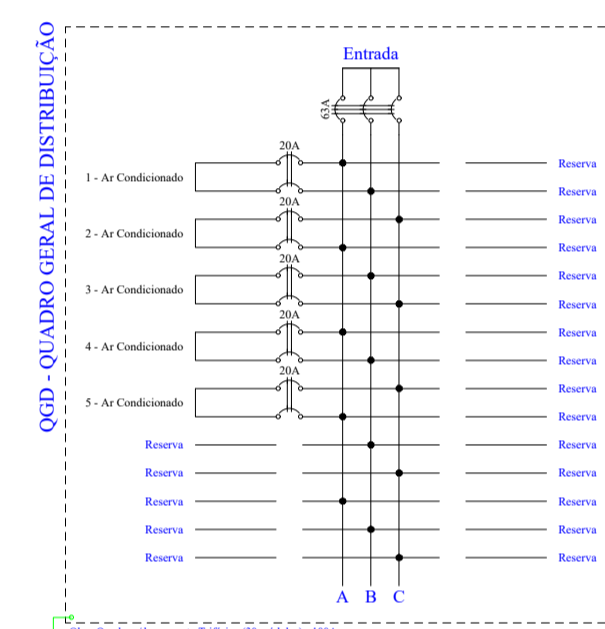 QGD - QUADRO GERAL DE DISTRIBUIÇÃO
Entrada
63A
20A
1 - Ar Condicionado
Reserva
Reserva
20A
2 - Ar Condicionado
Reserva
Reserva
20A
3 - Ar Condicionado
Reserva
Reserva
20A
4 - Ar Condicionado
Reserva
Reserva
20A
5 - Ar Condicionado
Reserva
Reserva
Reserva Reserva
Reserva Reserva
Reserva Reserva
Reserva Reserva
Reserva Reserva
A B C